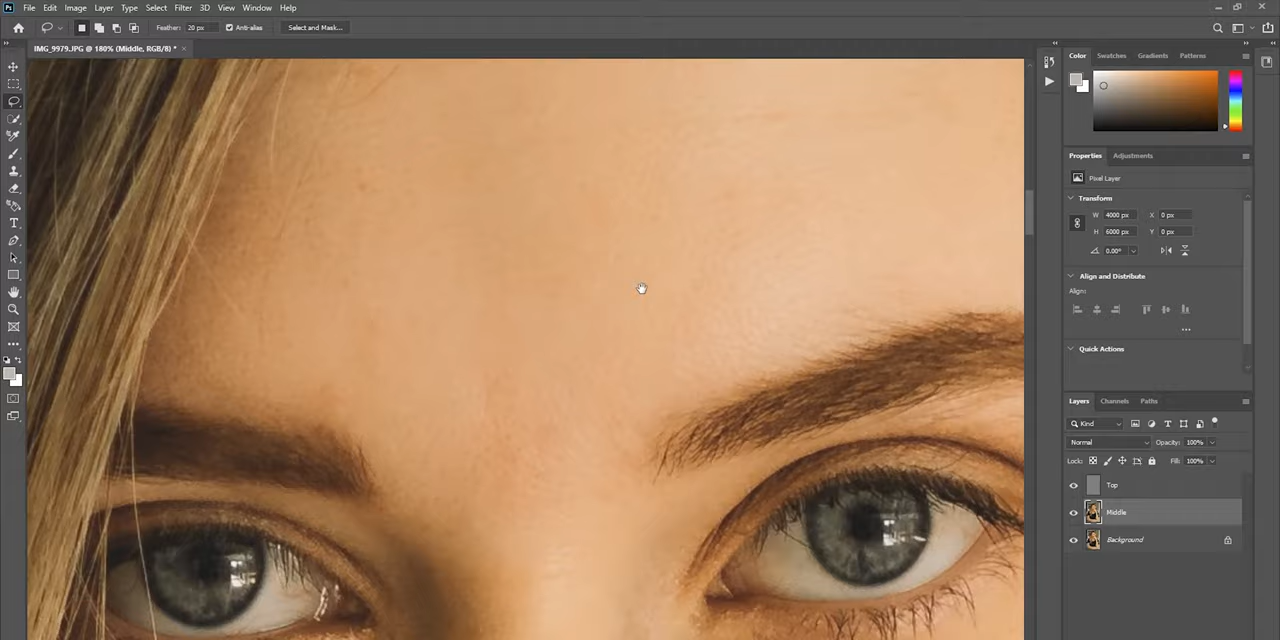 Ps File Edit Image Layer Type Select Filter 3D View Window Help
Feather: 20 px Anti-alias Select and Mask...
IMG_9979.JPG @ 180% (Middle, RGB/8) * ×
Color Swatches Gradients Patterns
Properties Adjustments
Pixel Layer
Transform
W 4000 px X 0 px
H 6000 px Y 0 px
0.00°
Align and Distribute
Align:
Quick Actions
Layers Channels Paths
Kind
Normal Opacity: 100%
Lock: Fill: 100%
Top
Middle
Background